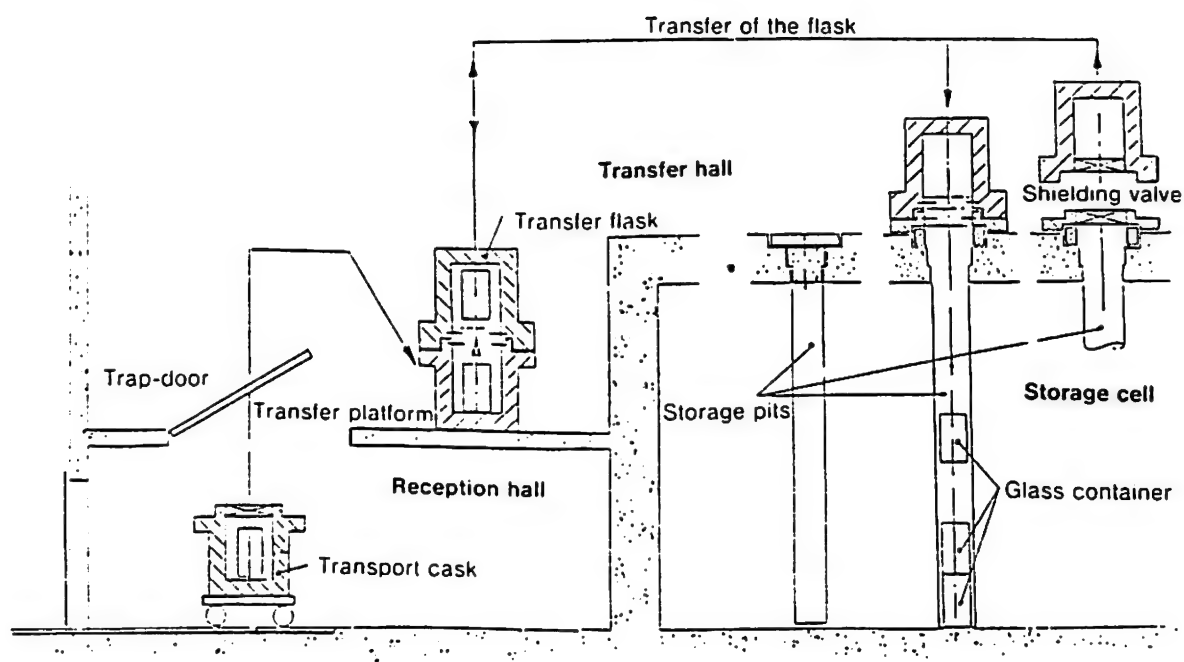 Transfer of the flask
Transfer hall
Shielding valve
Transfer flask
Trap-door
Transfer platform
Storage pits
Storage cell
Reception hall
Glass container
Transport cask